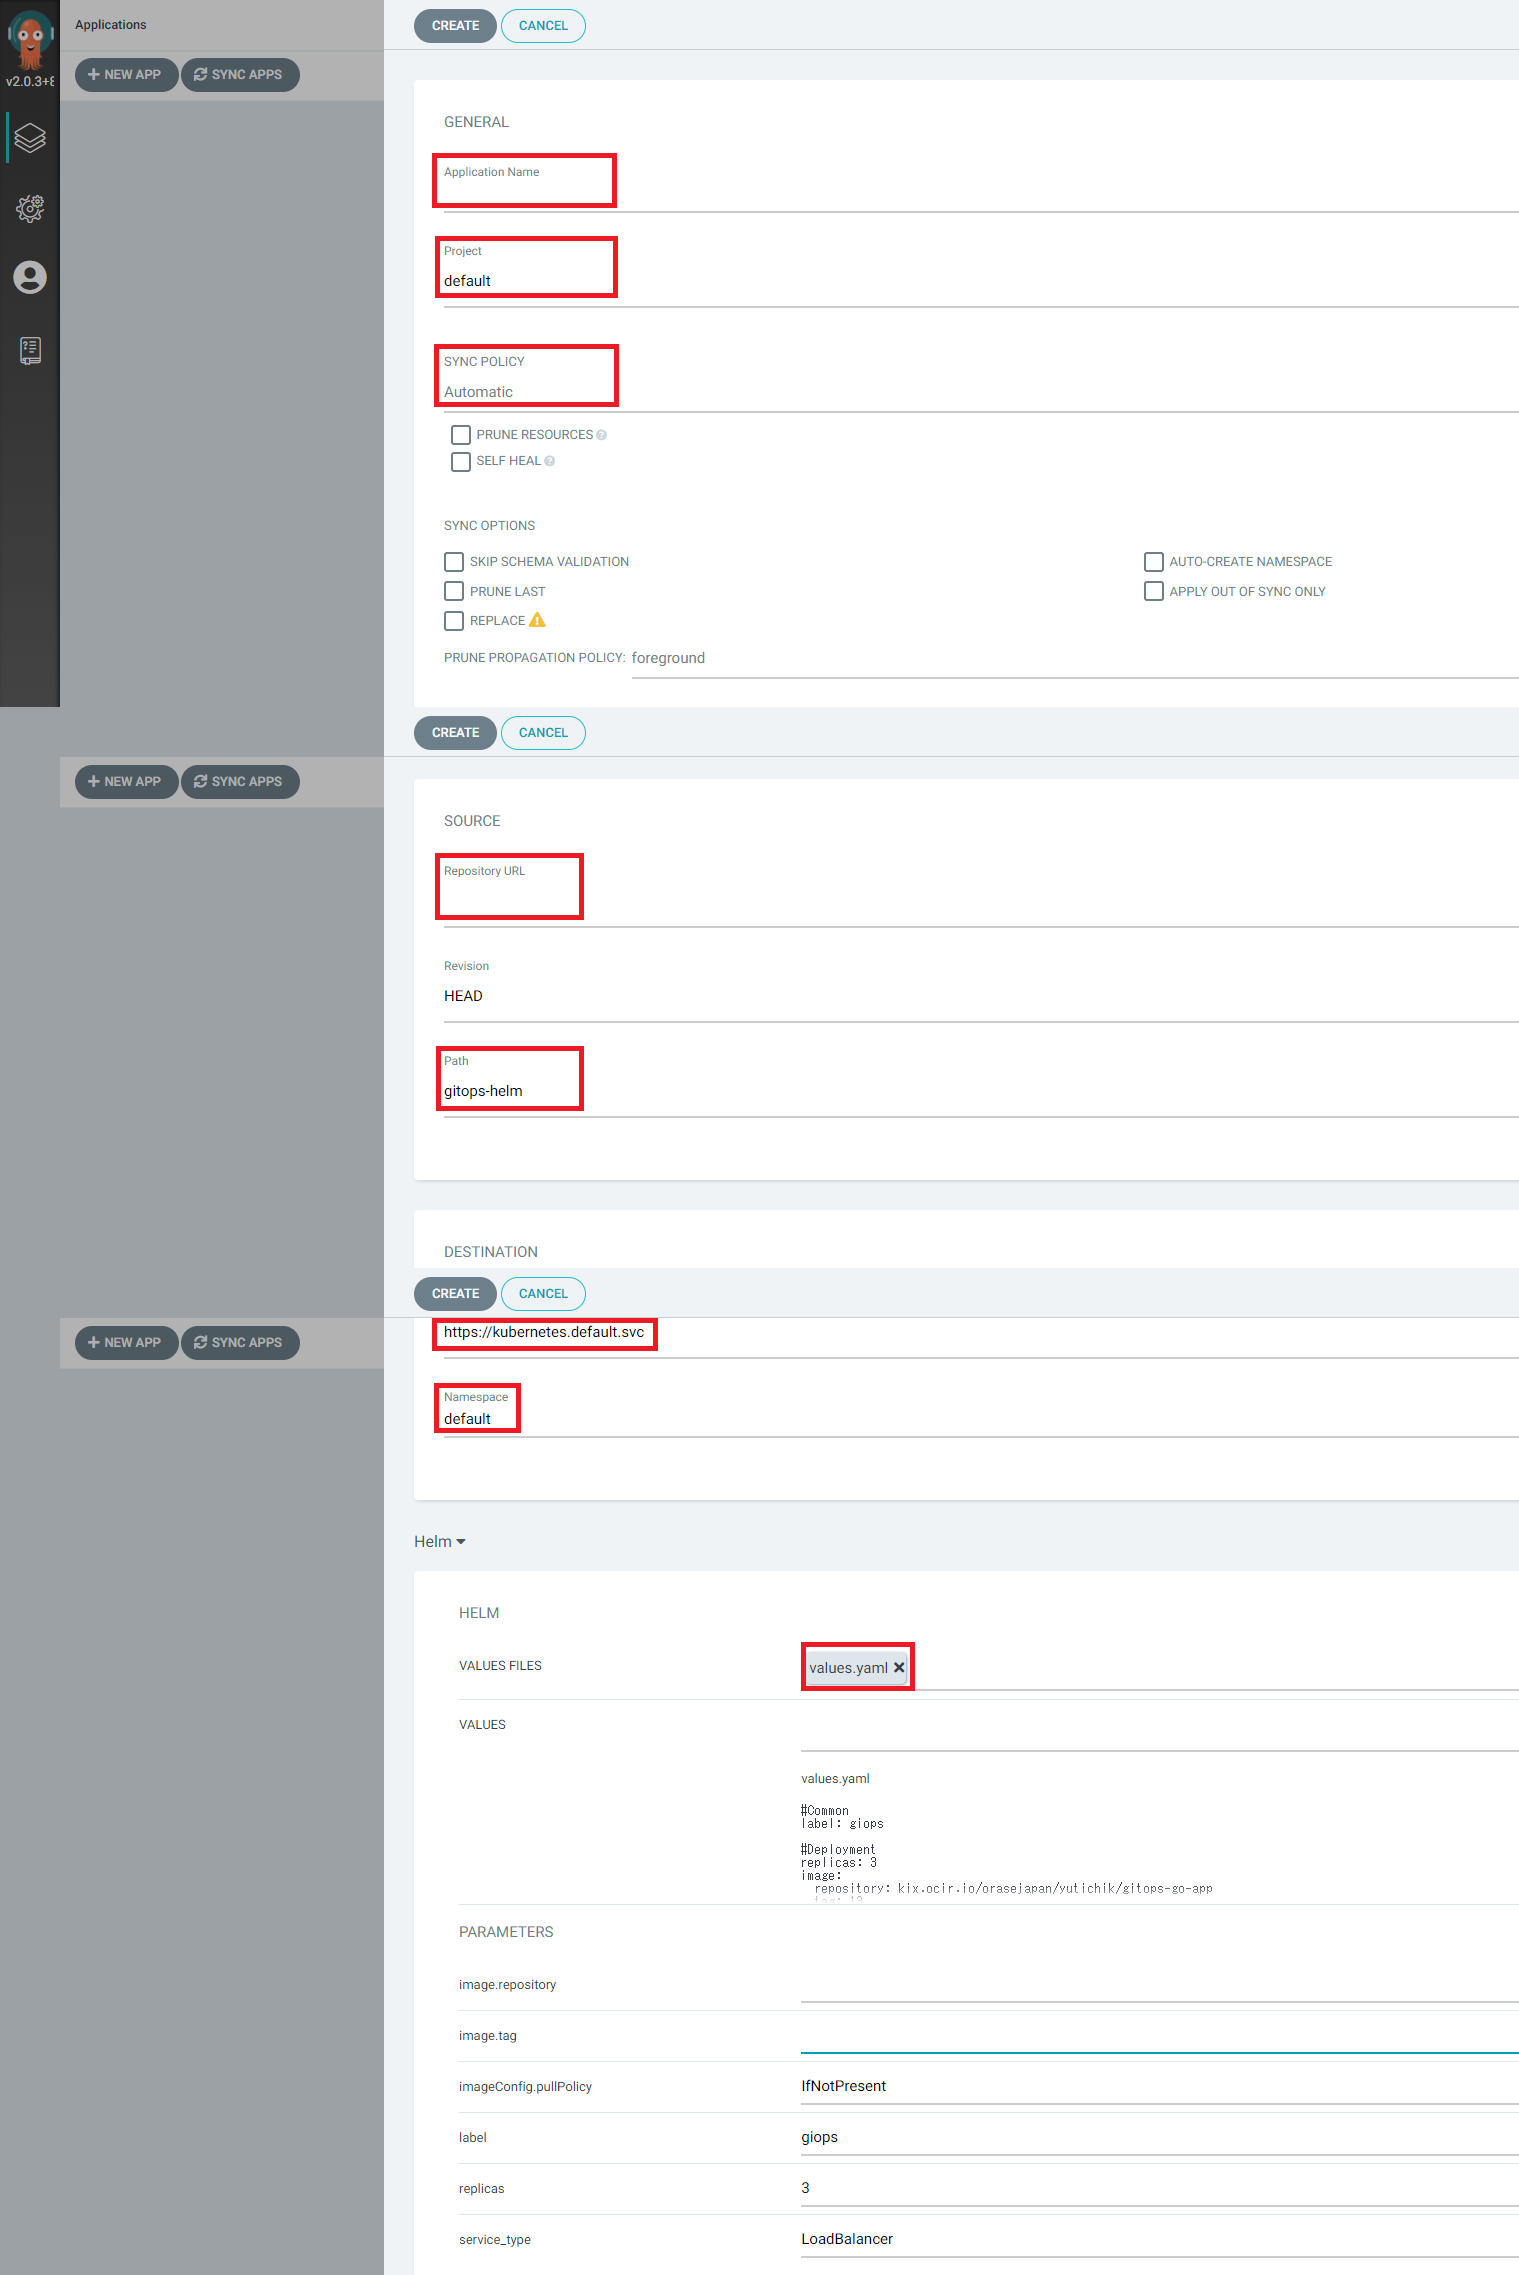 Applications
CREATE CANCEL
v2.0.3+8
NEW APP SYNC APPS
GENERAL
Application Name
Project
default
SYNC POLICY
Automatic
PRUNE RESOURCES
SELF HEAL
SYNC OPTIONS
SKIP SCHEMA VALIDATION AUTO-CREATE NAMESPACE
PRUNE LAST APPLY OUT OF SYNC ONLY
REPLACE
PRUNE PROPAGATION POLICY: foreground
CREATE CANCEL
NEW APP SYNC APPS
SOURCE
Repository URL
Revision
HEAD
Path
gitops-helm
DESTINATION
CREATE CANCEL
NEW APP SYNC APPS
https://kubernetes.default.svc
Namespace
default
Helm
HELM
VALUES FILES values.yaml
VALUES
values.yaml
#Common
label: giops
#Deployment
replicas: 3
image:
repository: kix.ocir.io/orasejapan/yutichik/gitops-go-app
tag: 13
PARAMETERS
image.repository
image.tag
imageConfig.pullPolicy IfNotPresent
label giops
replicas 3
service_type LoadBalancer